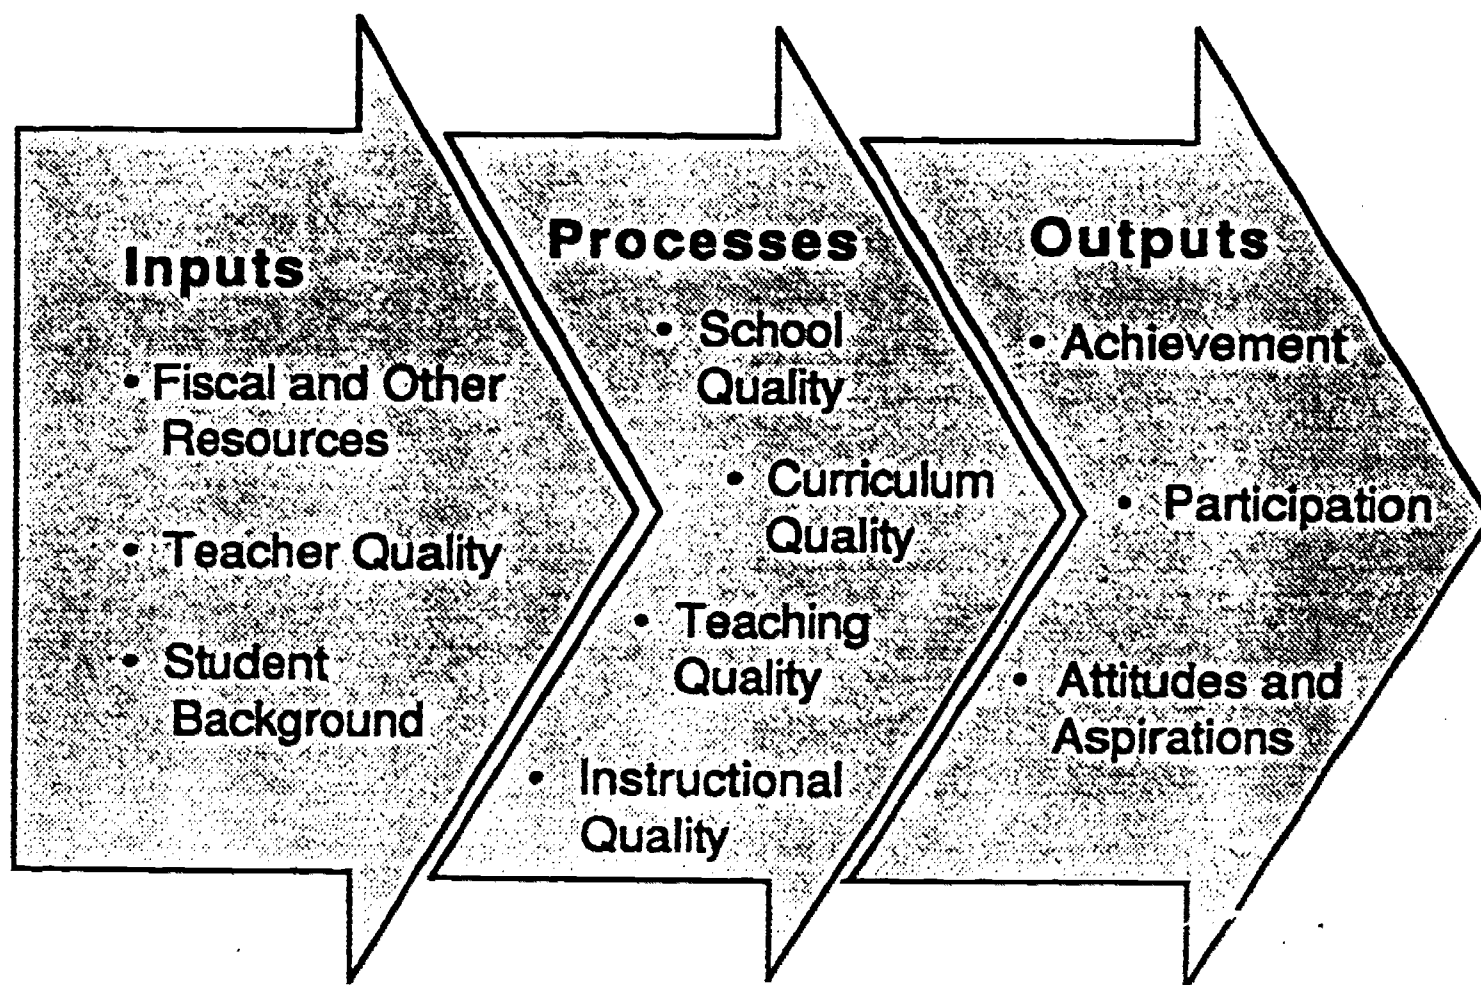 Inputs
• Fiscal and Other
Resources
• Teacher Quality
• Student
Background
Processes
• School
Quality
• Curriculum
Quality
• Teaching
Quality
• Instructional
Quality
Outputs
• Achievement
• Participation
• Attitudes and
Aspirations